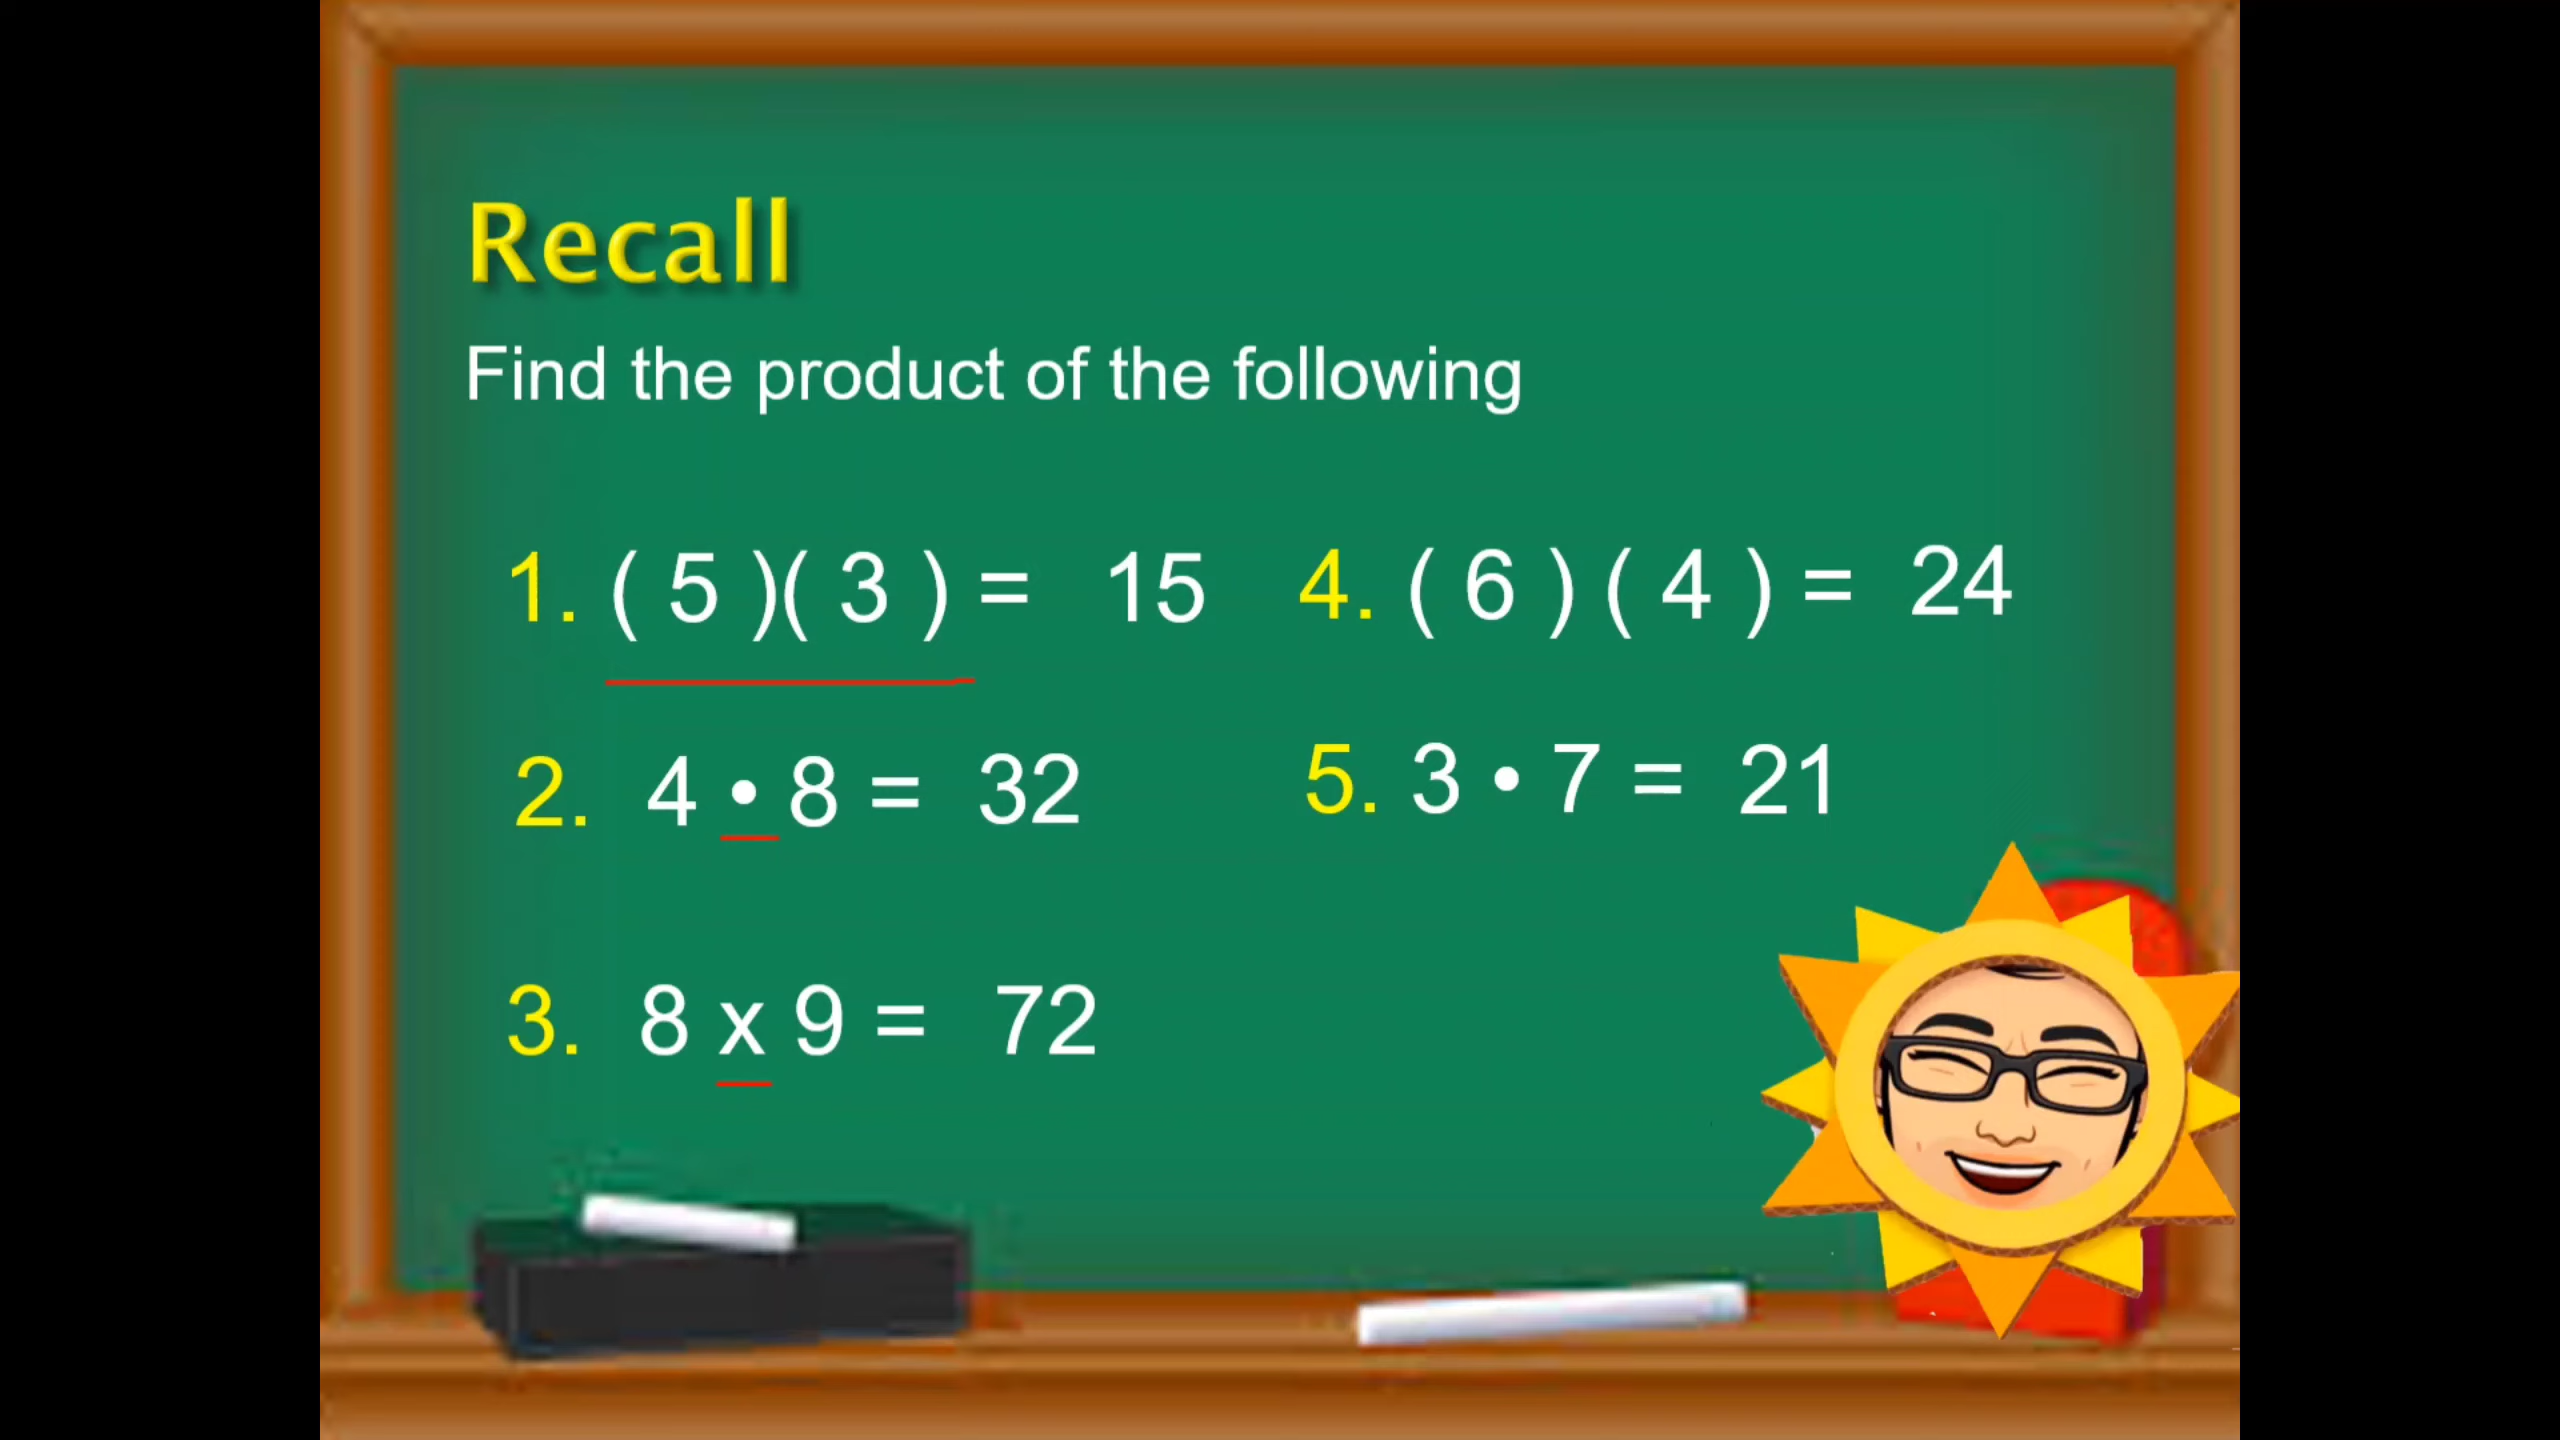 Recall
Find the product of the following
1. ( 5 )( 3 ) = 15
2. 4 • 8 = 32
3. 8 x 9 = 72
4. ( 6 ) ( 4 ) = 24
5. 3 • 7 = 21